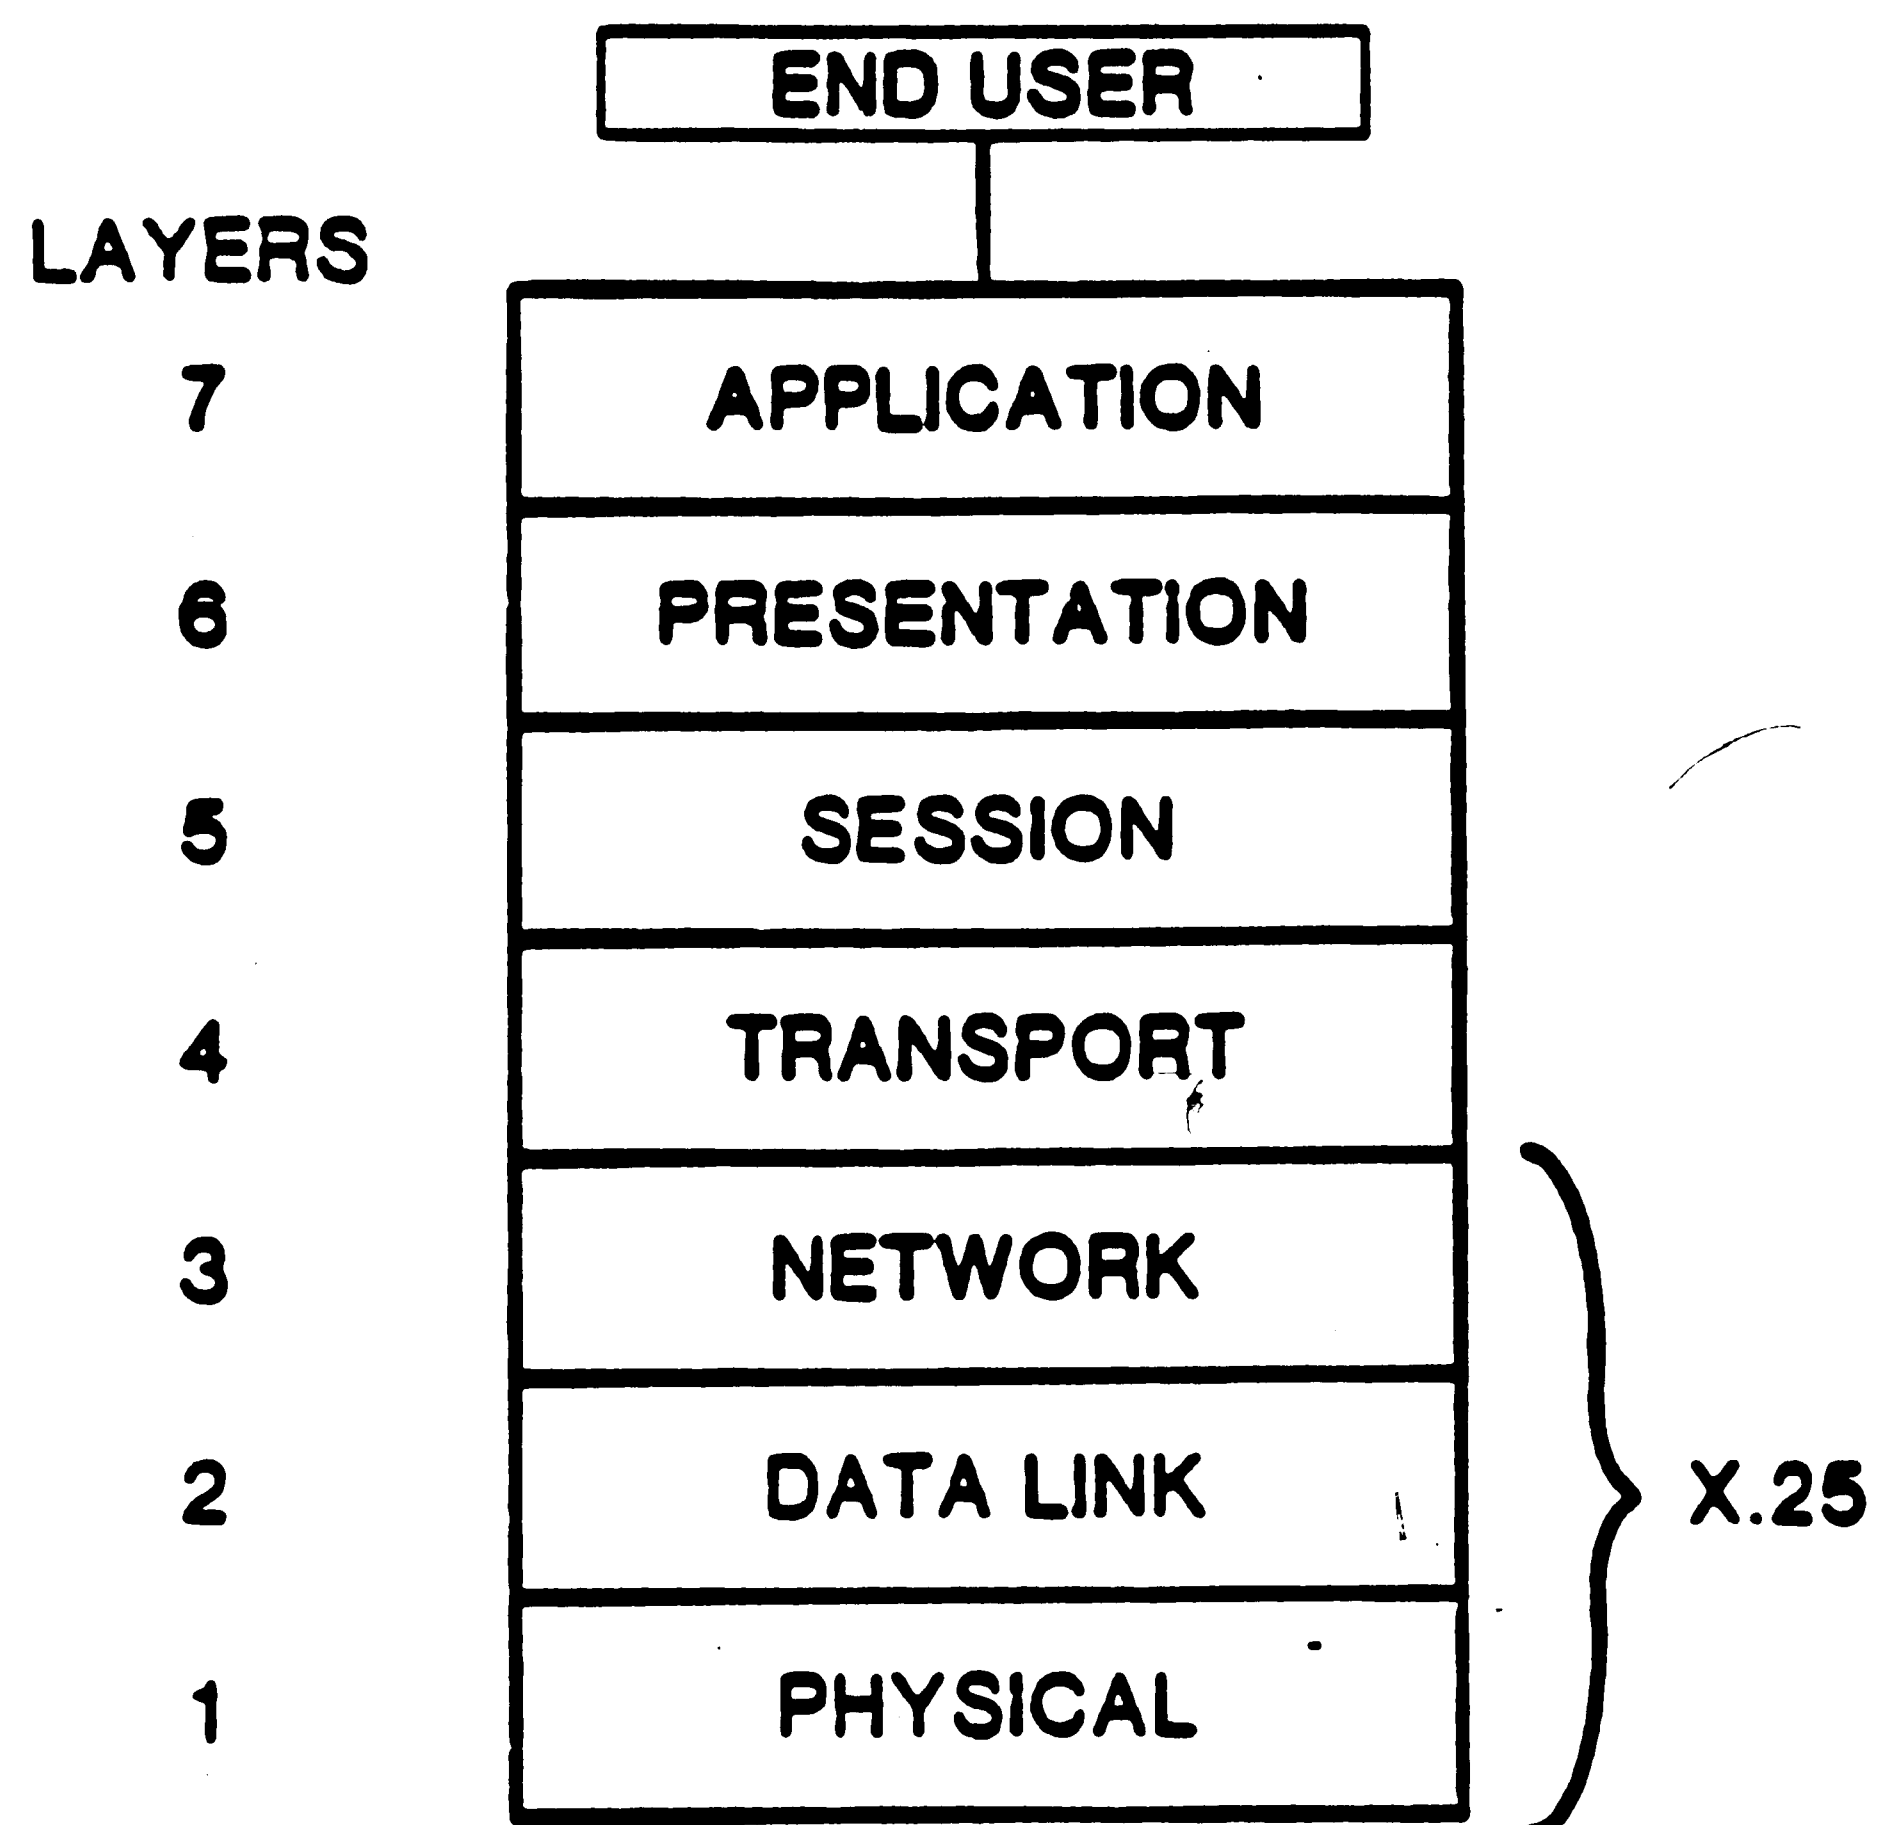 END USER
LAYERS
7 APPLICATION
6 PRESENTATION
5 SESSION
4 TRANSPORT
3 NETWORK
2 DATA LINK
X.25
1 PHYSICAL